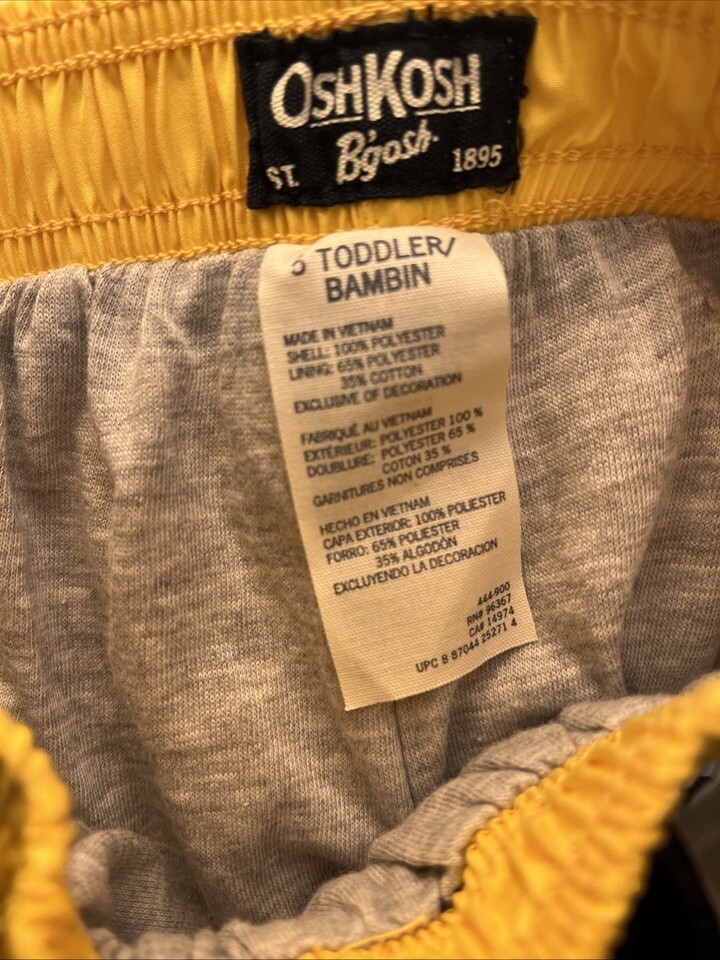 OSHKOSH
B'gosh.
ST. 1895
TODDLER/
BAMBIN
MADE IN VIETNAM
SHELL: 100% POLYESTER
LINING: 65% POLYESTER
35% COTTON
EXCLUSIVE OF DECORATION
FABRIQUÉ AU VIETNAM
EXTÉRIEUR: POLYESTER 100 %
DOUBLURE: POLYESTER 65 %
COTON 35 %
GARNITURES NON COMPRISES
HECHO EN VIETNAM
CAPA EXTERIOR: 100% POLIESTER
FORRO: 65% POLIESTER
35% ALGODÓN
EXCLUYENDO LA DECORACION
444-900
RN# 96367
CA# 14974
UPC 8 87044 25271 4